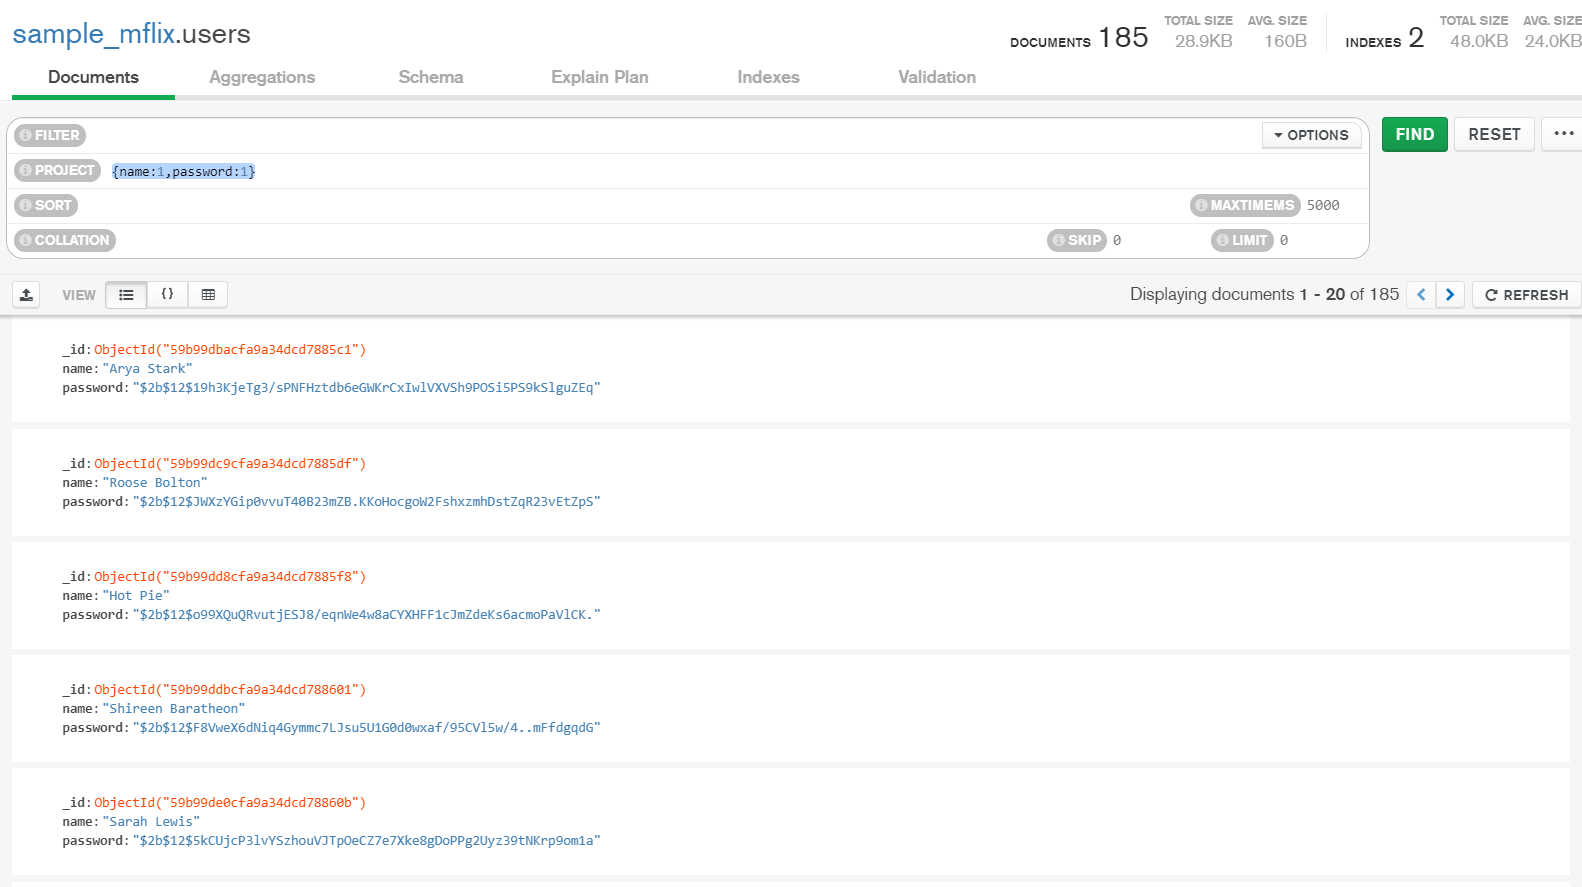 sample_mflix.users
DOCUMENTS 185 TOTAL SIZE 28.9KB AVG. SIZE 160B INDEXES 2 TOTAL SIZE 48.0KB AVG. SIZE 24.0KB
Documents Aggregations Schema Explain Plan Indexes Validation
FILTER OPTIONS FIND RESET ...
PROJECT {name:1,password:1}
SORT MAXTIMEMS 5000
COLLATION SKIP 0 LIMIT 0
VIEW {} Displaying documents 1 - 20 of 185 REFRESH
_id:ObjectId("59b99dbacfa9a34dcd7885c1")
name:"Arya Stark"
password:"$2b$12$19h3KjeTg3/sPNFHztdb6eGWKrCxIwlVXVSh9POSi5PS9kSlguZEq"
_id:ObjectId("59b99dc9cfa9a34dcd7885df")
name:"Roose Bolton"
password:"$2b$12$JWXzYGip0vvuT40B23mZB.KKoHocgoW2FshxzmhDstZqR23vEtZpS"
_id:ObjectId("59b99dd8cfa9a34dcd7885f8")
name:"Hot Pie"
password:"$2b$12$o99XQuQRvutjESJ8/eqnWe4w8aCYXHFF1cJmZdeKs6acmoPaVlCK."
_id:ObjectId("59b99ddbcfa9a34dcd788601")
name:"Shireen Baratheon"
password:"$2b$12$F8VweX6dNiq4Gymmc7LJsu5U1G0d0wxaf/95CVl5w/4..mFfdgqdG"
_id:ObjectId("59b99de0cfa9a34dcd78860b")
name:"Sarah Lewis"
password:"$2b$12$5kCUjcP3lvYSzhouVJTpOeCZ7e7Xke8gDoPPg2Uyz39tNKrp9om1a"